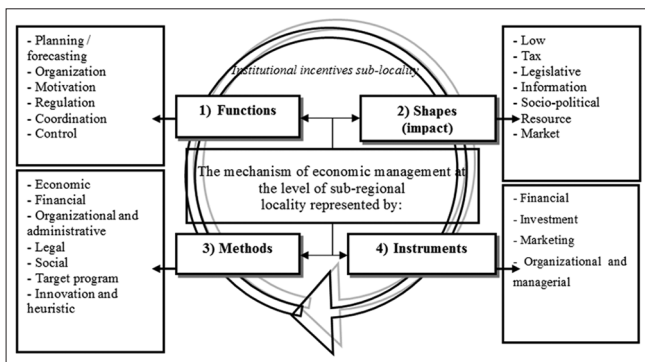 - Planning /
forecasting
- Organization
- Motivation
- Regulation
- Coordination
- Control
Institutional incentives sub-locality
- Low
- Tax
- Legislative
- Information
- Socio-political
- Resource
- Market
1) Functions
2) Shapes
(impact)
The mechanism of economic management at
the level of sub-regional
locality represented by:
- Economic
- Financial
- Organizational and
administrative
- Legal
- Social
- Target program
- Innovation and
heuristic
3) Methods
4) Instruments
- Financial
- Investment
- Marketing
- Organizational and
managerial